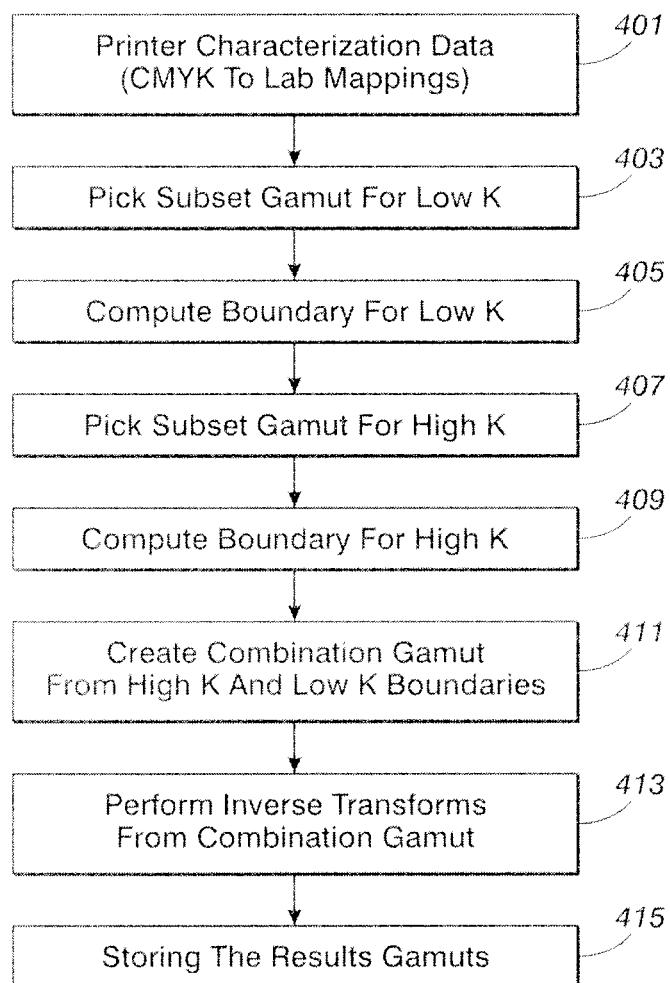 401
Printer Characterization Data
(CMYK To Lab Mappings)
403
Pick Subset Gamut For Low K
405
Compute Boundary For Low K
407
Pick Subset Gamut For High K
409
Compute Boundary For High K
411
Create Combination Gamut
From High K And Low K Boundaries
413
Perform Inverse Transforms
From Combination Gamut
415
Storing The Results Gamuts